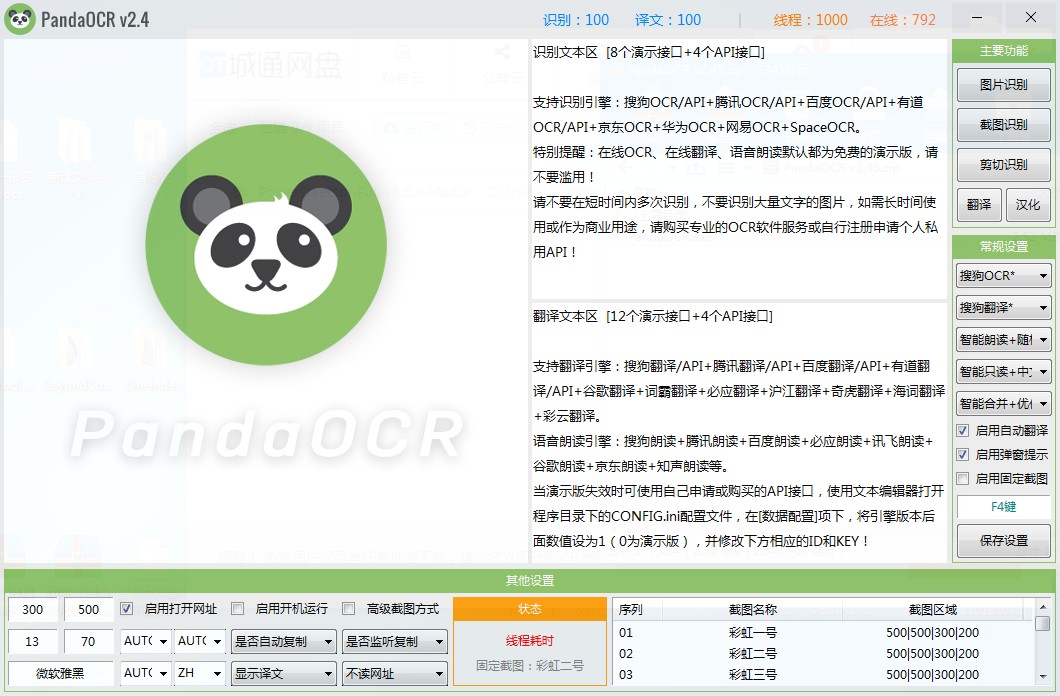 PandaOCR v2.4
识别：100 译文：100 | 线程：1000 在线：792
城通网盘
PandaOCR
识别文本区 [8个演示接口+4个API接口]
支持识别引擎：搜狗OCR/API+腾讯OCR/API+百度OCR/API+有道
OCR/API+京东OCR+华为OCR+网易OCR+SpaceOCR。
特别提醒：在线OCR、在线翻译、语音朗读默认都为免费的演示版，请
不要滥用！
请不要在短时间内多次识别，不要识别大量文字的图片，如需长时间使
用或作为商业用途，请购买专业的OCR软件服务或自行注册申请个人私
用API！
翻译文本区 [12个演示接口+4个API接口]
支持翻译引擎：搜狗翻译/API+腾讯翻译/API+百度翻译/API+有道翻
译/API+谷歌翻译+词霸翻译+必应翻译+沪江翻译+奇虎翻译+海词翻译
+彩云翻译。
语音朗读引擎：搜狗朗读+腾讯朗读+百度朗读+必应朗读+讯飞朗读+
谷歌朗读+京东朗读+知声朗读等。
当演示版失效时可使用自己申请或购买的API接口，使用文本编辑器打开
程序目录下的CONFIG.ini配置文件，在[数据配置]项下，将引擎版本后
面数值设为1（0为演示版），并修改下方相应的ID和KEY！
主要功能
图片识别
截图识别
剪切识别
翻译 汉化
常规设置
搜狗OCR*
搜狗翻译*
智能朗读+随
智能只读+中
智能合并+优
启用自动翻译
启用弹窗提示
启用固定截图
F4键
保存设置
其他设置
300 500 启用打开网址 启用开机运行 高级截图方式
13 70 AUTO AUTO 是否自动复制 是否监听复制
微软雅黑 AUTO ZH 显示译文 不读网址
状态
线程耗时
固定截图：彩虹二号
序列 截图名称 截图区域
01 彩虹一号 500|500|300|200
02 彩虹二号 500|500|300|200
03 彩虹三号 500|500|300|200